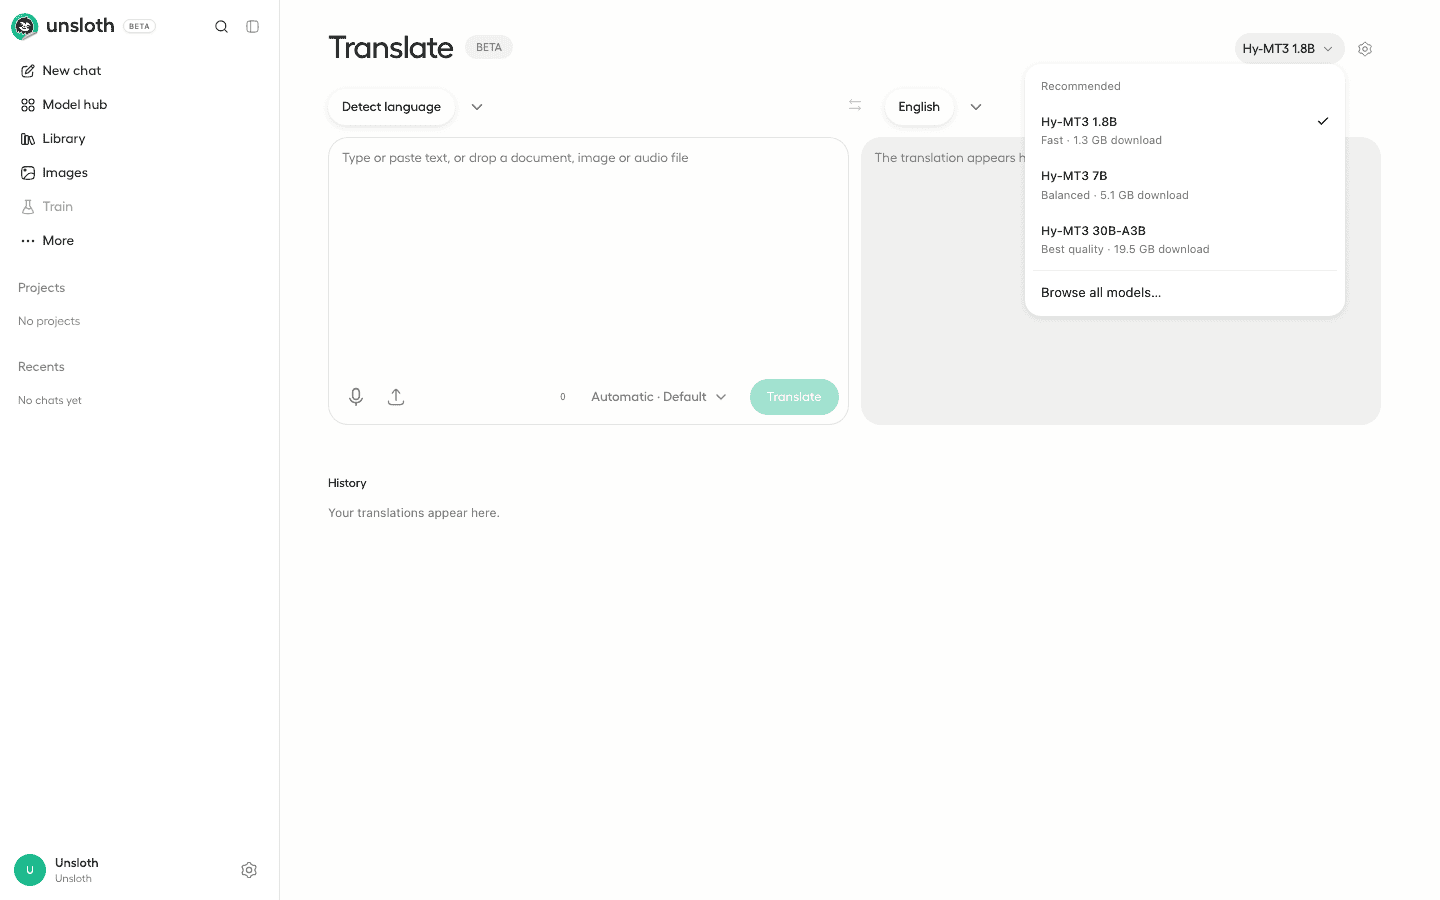 unsloth BETA
New chat
Model hub
Library
Images
Train
More
Projects
No projects
Recents
No chats yet
U
Unsloth
Unsloth
Translate BETA
Hy-MT3 1.8B
Detect language
English
Type or paste text, or drop a document, image or audio file
0
Automatic · Default
Translate
The translation appears h
Recommended
Hy-MT3 1.8B
Fast · 1.3 GB download
Hy-MT3 7B
Balanced · 5.1 GB download
Hy-MT3 30B-A3B
Best quality · 19.5 GB download
Browse all models...
History
Your translations appear here.